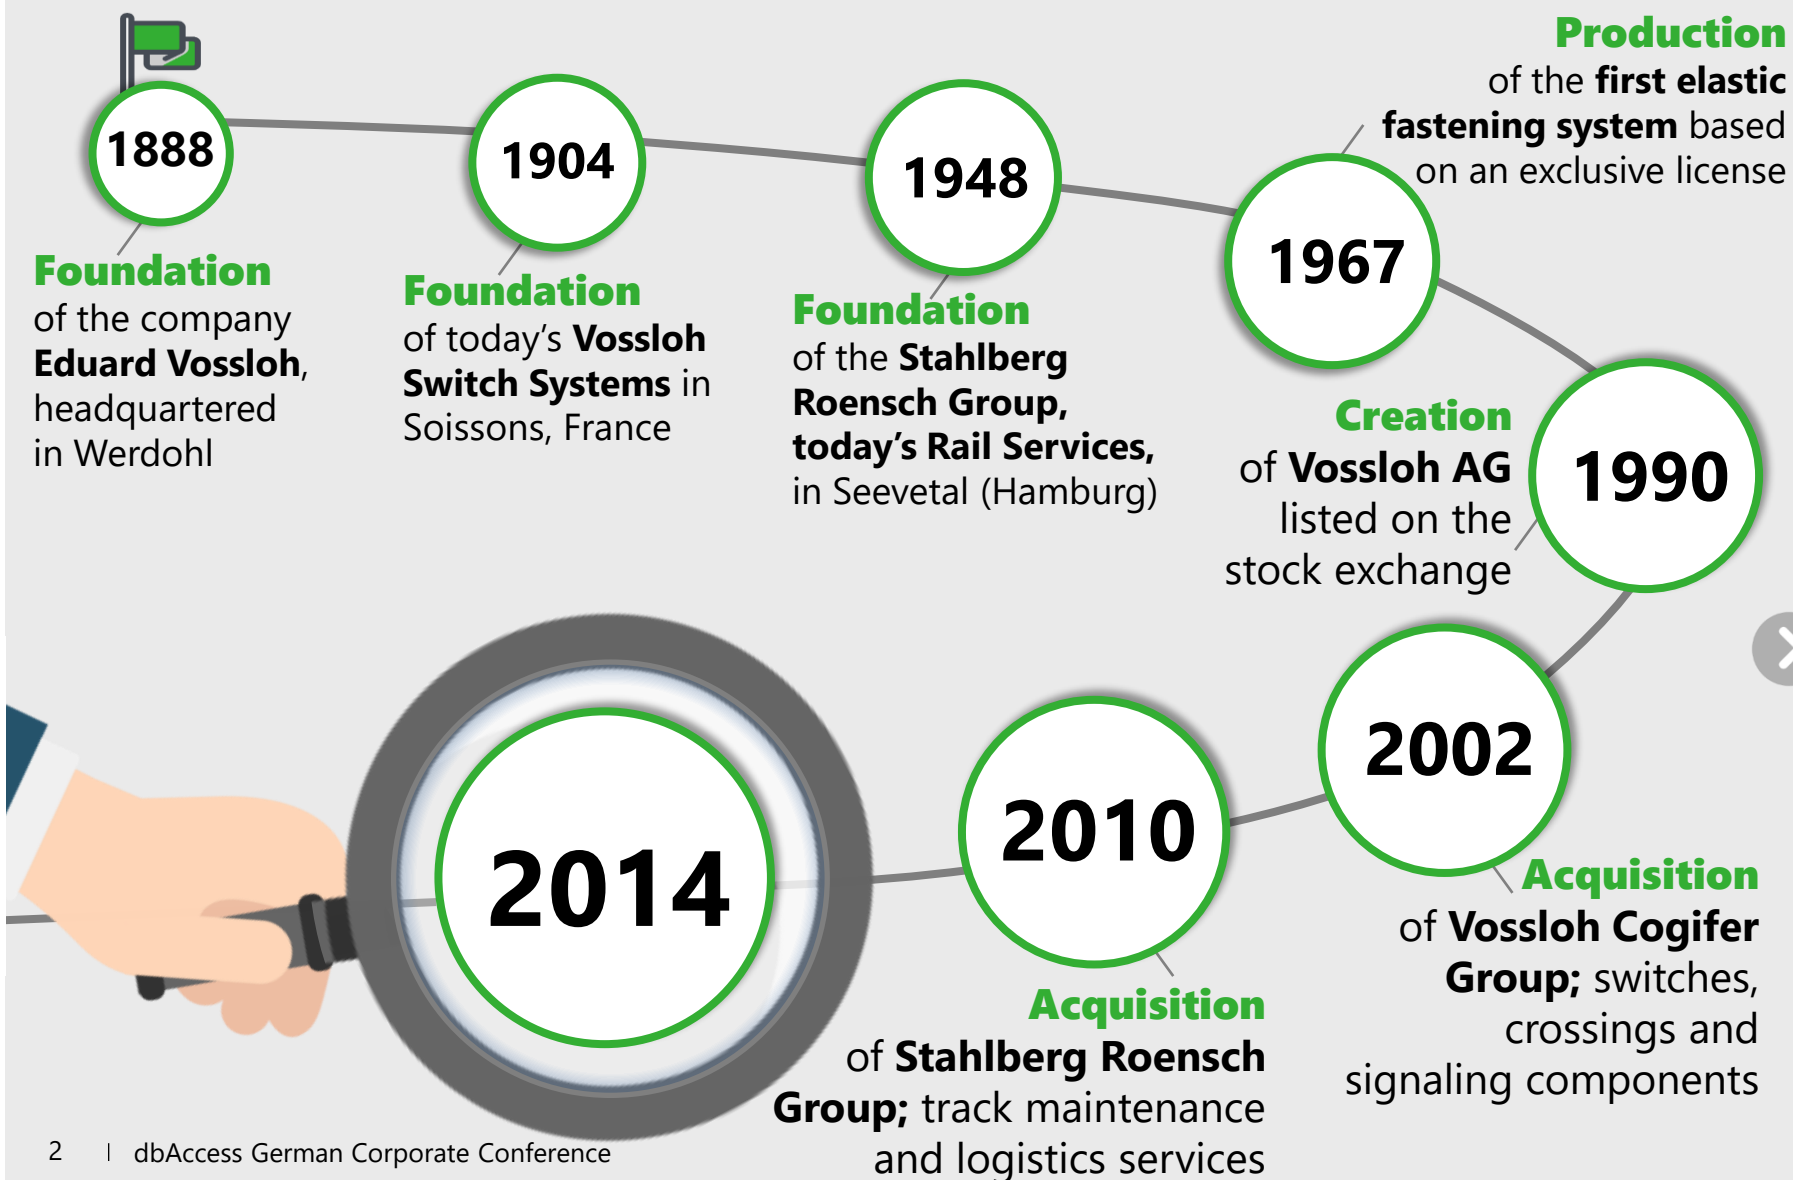 1888
Foundation
of the company
Eduard Vossloh,
headquartered
in Werdohl
1904
Foundation
of today’s Vossloh
Switch Systems in
Soissons, France
1948
Foundation
of the Stahlberg
Roensch Group,
today’s Rail Services,
in Seevetal (Hamburg)
1967
Production
of the first elastic
fastening system based
on an exclusive license
1990
Creation
of Vossloh AG
listed on the
stock exchange
2002
Acquisition
of Vossloh Cogifer
Group; switches,
crossings and
signaling components
2010
Acquisition
of Stahlberg Roensch
Group; track maintenance
and logistics services
2014
2 | dbAccess German Corporate Conference